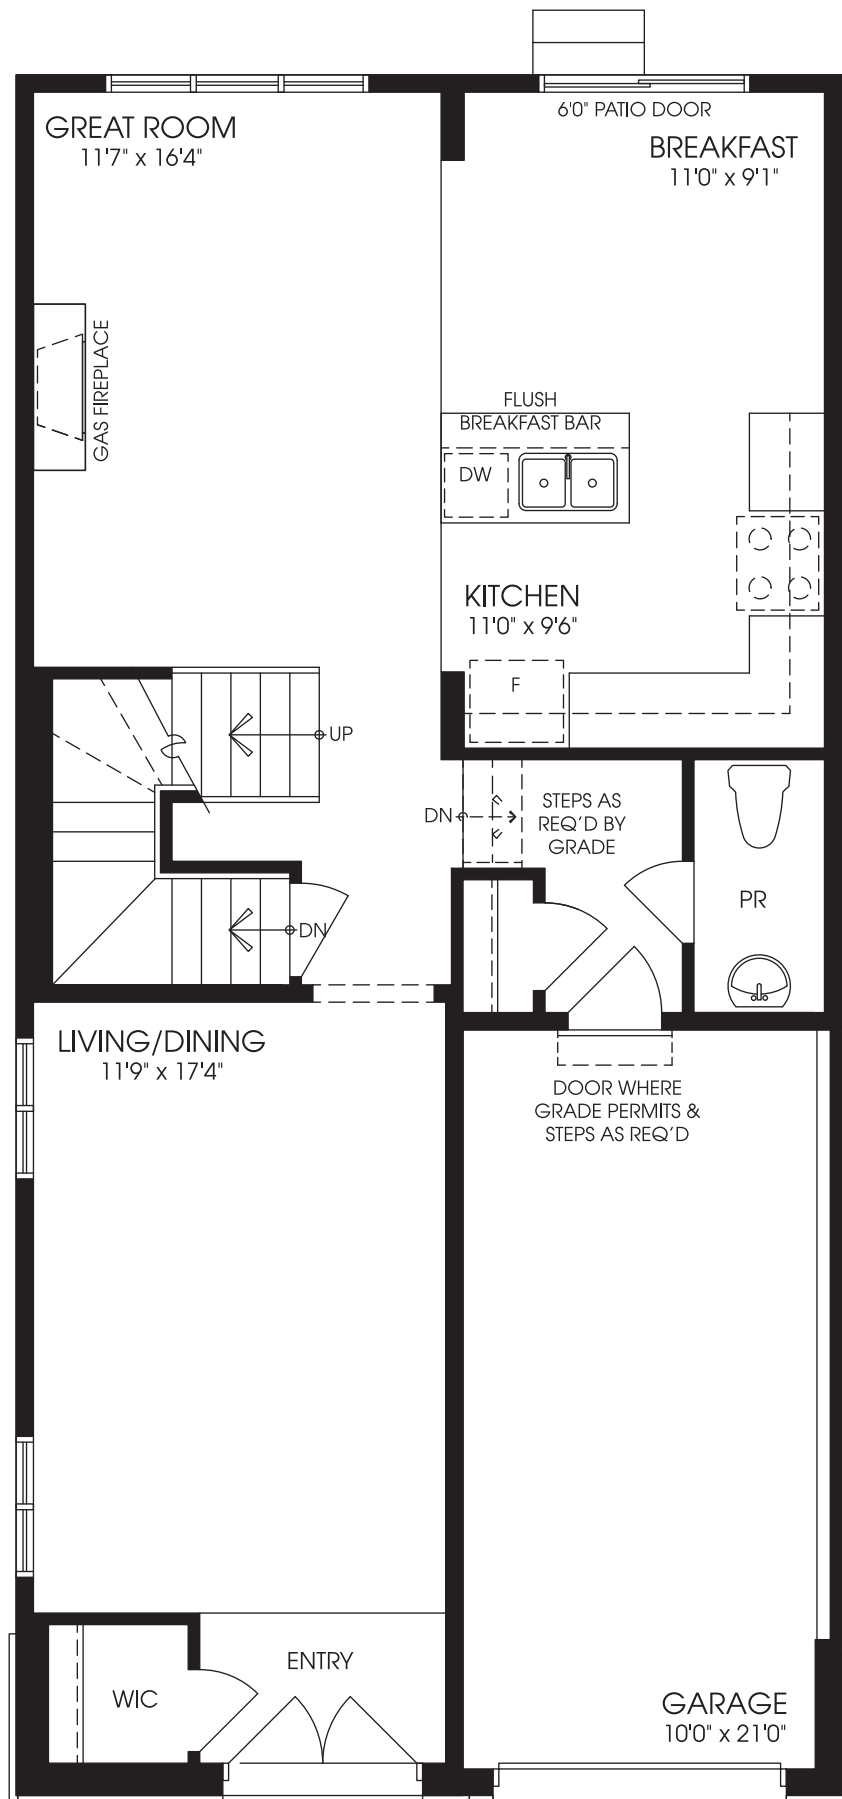 6'0" PATIO DOOR
GREAT ROOM
11'7" x 16'4"
BREAKFAST
11'0" x 9'1"
GAS FIREPLACE
FLUSH
BREAKFAST BAR
DW
KITCHEN
11'0" x 9'6"
F
UP
DN
STEPS AS
REQ'D BY
GRADE
PR
DN
LIVING/DINING
11'9" x 17'4"
DOOR WHERE
GRADE PERMITS &
STEPS AS REQ'D
ENTRY
WIC
GARAGE
10'0" x 21'0"